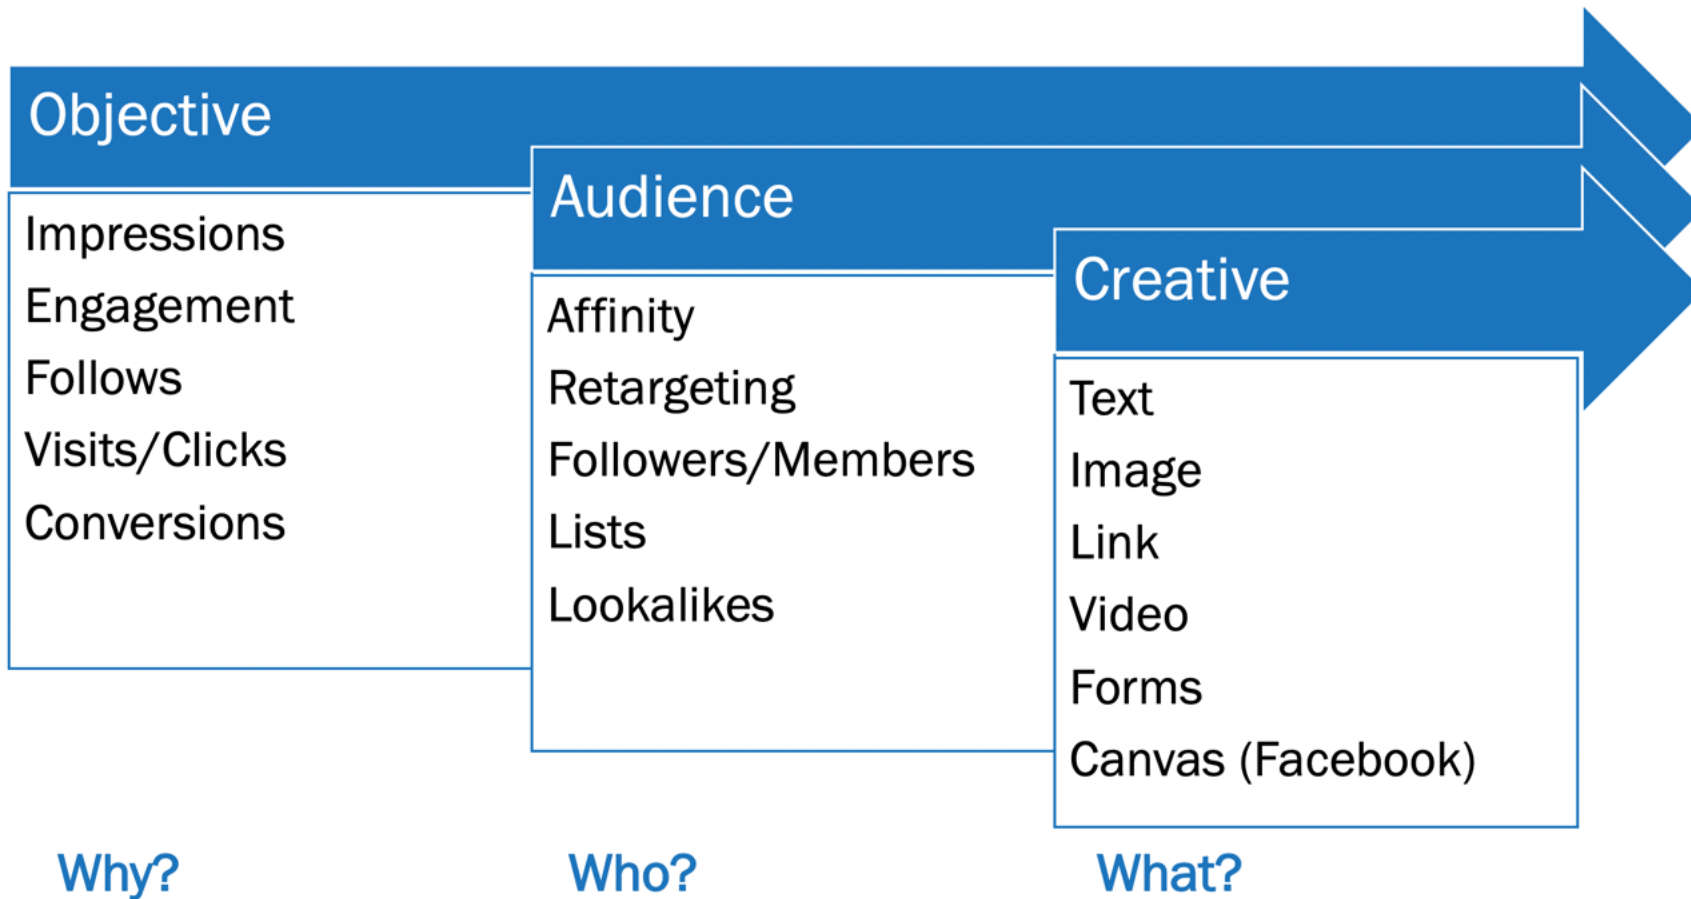 Objective
Impressions
Engagement
Follows
Visits/Clicks
Conversions
Audience
Affinity
Retargeting
Followers/Members
Lists
Lookalikes
Creative
Text
Image
Link
Video
Forms
Canvas (Facebook)
Why?
Who?
What?